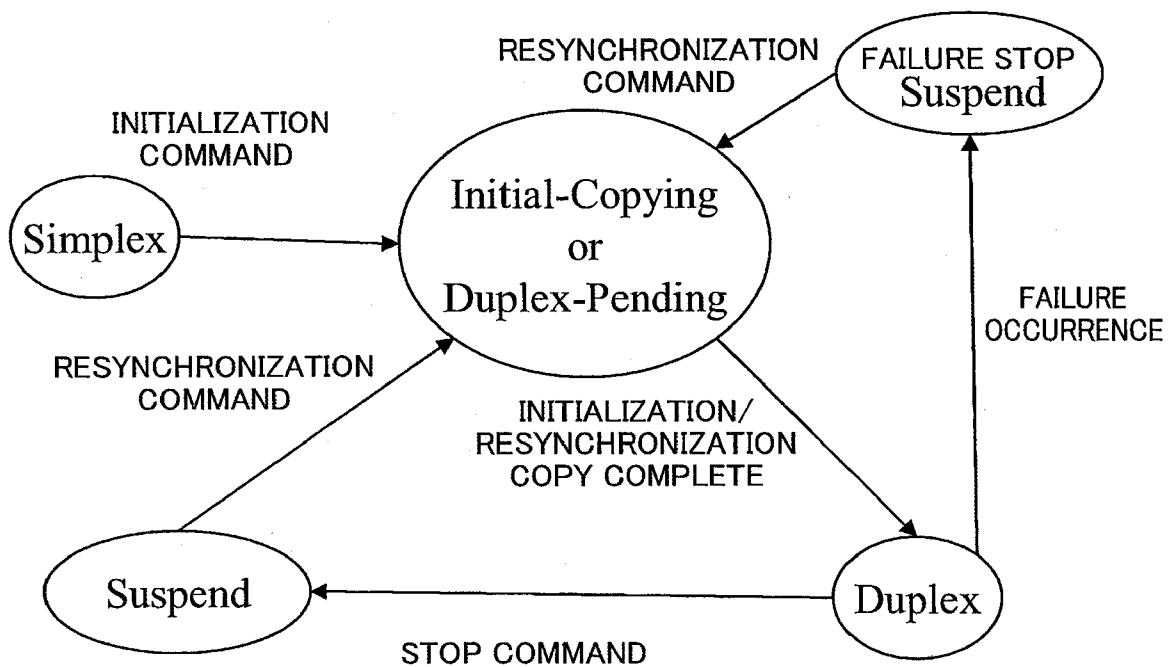 RESYNCHRONIZATION
COMMAND
FAILURE STOP
Suspend
INITIALIZATION
COMMAND
Simplex
Initial-Copying
or
Duplex-Pending
FAILURE
OCCURRENCE
RESYNCHRONIZATION
COMMAND
INITIALIZATION/
RESYNCHRONIZATION
COPY COMPLETE
Suspend
Duplex
STOP COMMAND